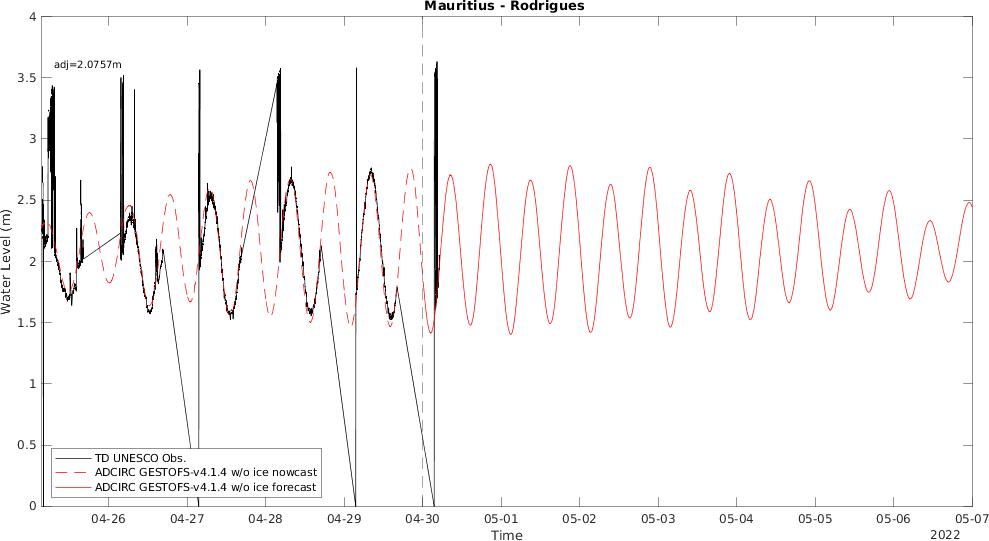 Mauritius - Rodrigues
4
adj=2.0757m
3.5
3
2.5
2
1.5
1
0.5
0
Water Level (m)
TD UNESCO Obs.
ADCIRC GESTOFS-v4.1.4 w/o ice nowcast
ADCIRC GESTOFS-v4.1.4 w/o ice forecast
04-26 04-27 04-28 04-29 04-30 05-01 05-02 05-03 05-04 05-05 05-06 05-07
Time
2022